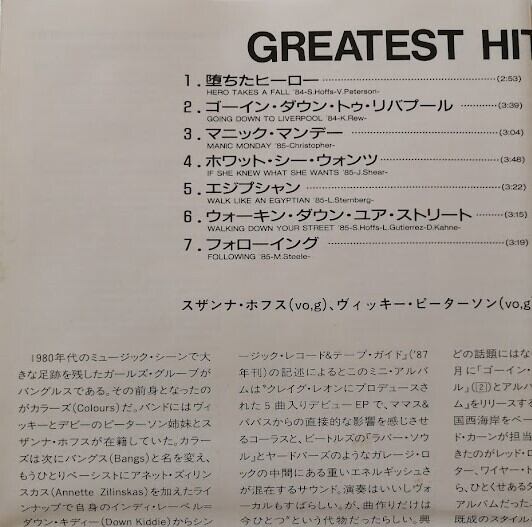 GREATEST HIT
1.堕ちたヒーロー (2:53)
HERO TAKES A FALL '84-S.Hoffs-V.Peterson-
2.ゴーイン・ダウン・トゥ・リバプール (3:39)
GOING DOWN TO LIVERPOOL '84-K.Rew-
3.マニック・マンデー (3:04)
MANIC MONDAY '85-Christopher-
4.ホワット・シー・ウォンツ (3:48)
IF SHE KNEW WHAT SHE WANTS '85-J.Shear-
5.エジプシャン (3:22)
WALK LIKE AN EGYPTIAN '85-L.Sternberg-
6.ウォーキン・ダウン・ユア・ストリート (3:15)
WALKING DOWN YOUR STREET '85-S.Hoffs-L.Gutierrez-D.Kahne-
7.フォローイング (3:19)
FOLLOWING '85-M.Steele-
スザンナ・ホフス(vo,g)、ヴィッキー・ピーターソン(vo,g)
1980年代のミュージック・シーンで大
きな足跡を残したガールズ・グループが
バングルスである。その前身となったの
がカラーズ(Colours)だ。バンドにはヴィ
ッキーとデビーのピーターソン姉妹とス
ザンナ・ホフスが在籍していた。カラー
ズは次にバングス(Bangs)と名を変え、
もうひとりベーシストにアネット・ズィリン
スカス(Annette Zilinskas)を加えたライ
ンナップで自身のインディ・レーベル=
ダウン・キディー(Down Kiddie)からシン
ージック・レコード&テープ・ガイド』('87
年刊)の記述によるとこのミニ・アルバ
ムは"クレイグ・レオンにプロデュースさ
れた5曲入りデビューEPで、ママス&
パパスからの直接的な影響を感じさせ
るコーラスと、ビートルズの「ラバー・ソウ
ル」とヤードバーズのようなガレージ・ロ
ックの中間にある重いエネルギッシュさ
が混在するサウンド。演奏はいいしヴォ
ーカルもすばらしい。が、曲作りだけは
今ひとつ"という代物だったらしい。
どの話題にはな
月に「ゴーイン・
ル」(2)とアルバ
ム」をリリースする
国西海岸をベー
ド・カーンが担当
きたのがレッド・ロ
ター、ワイヤー・ト
ら、ひとくせあるタ
アルバムだった。